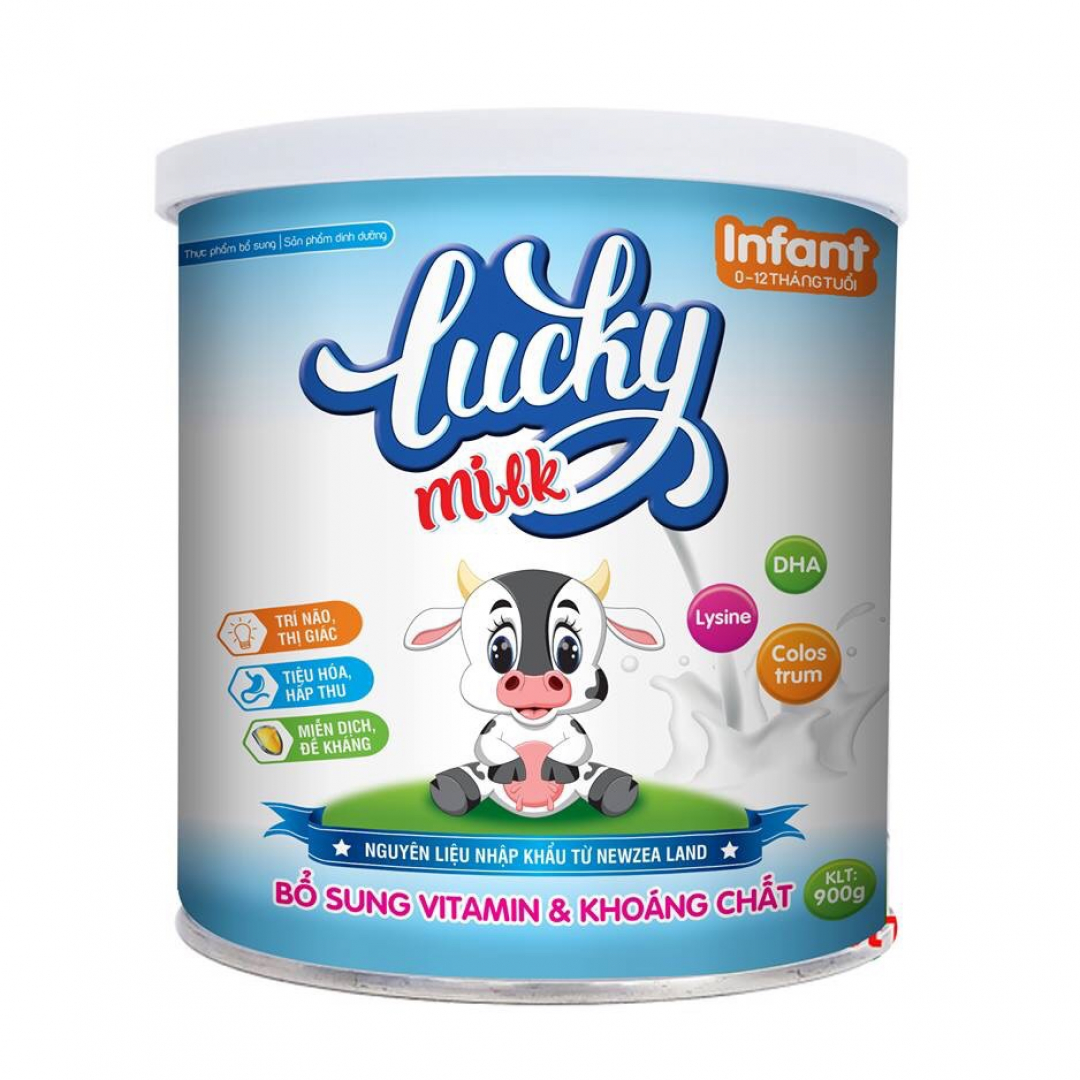 Thực phẩm bổ sung | Sản phẩm dinh dưỡng
Infant
0-12 THÁNG TUỔI
lucky
milk
DHA
Lysine
Colos
trum
TRÍ NÃO,
THỊ GIÁC
TIÊU HÓA,
HẤP THU
MIỄN DỊCH,
ĐỀ KHÁNG
NGUYÊN LIỆU NHẬP KHẨU TỪ NEWZEA LAND
BỔ SUNG VITAMIN & KHOÁNG CHẤT
KLT:
900g